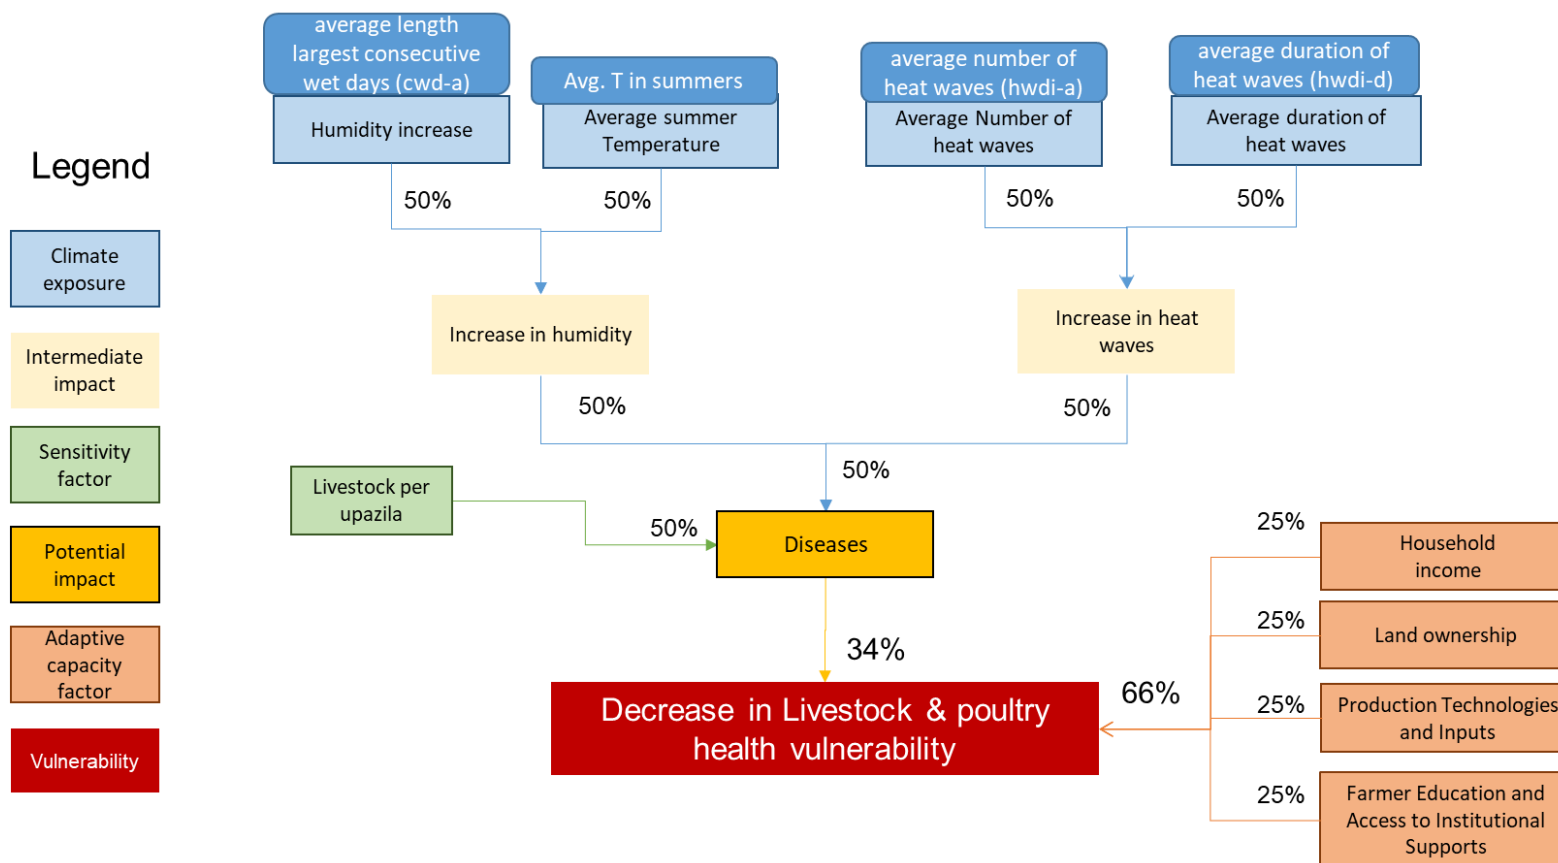 average length
largest consecutive
wet days (cwd-a)
Avg. T in summers
average number of
heat waves (hwdi-a)
average duration of
heat waves (hwdi-d)
Humidity increase
Average summer
Temperature
Average Number of
heat waves
Average duration of
heat waves
Legend
50%
50%
50%
50%
Climate
exposure
Increase in humidity
Increase in heat
waves
Intermediate
impact
50%
50%
Sensitivity
factor
Livestock per
upazila
50%
50%
Diseases
Potential
impact
25%
Household
income
25%
Land ownership
Adaptive
capacity
factor
34%
66%
Decrease in Livestock & poultry
health vulnerability
25%
Production Technologies
and Inputs
Vulnerability
25%
Farmer Education and
Access to Institutional
Supports